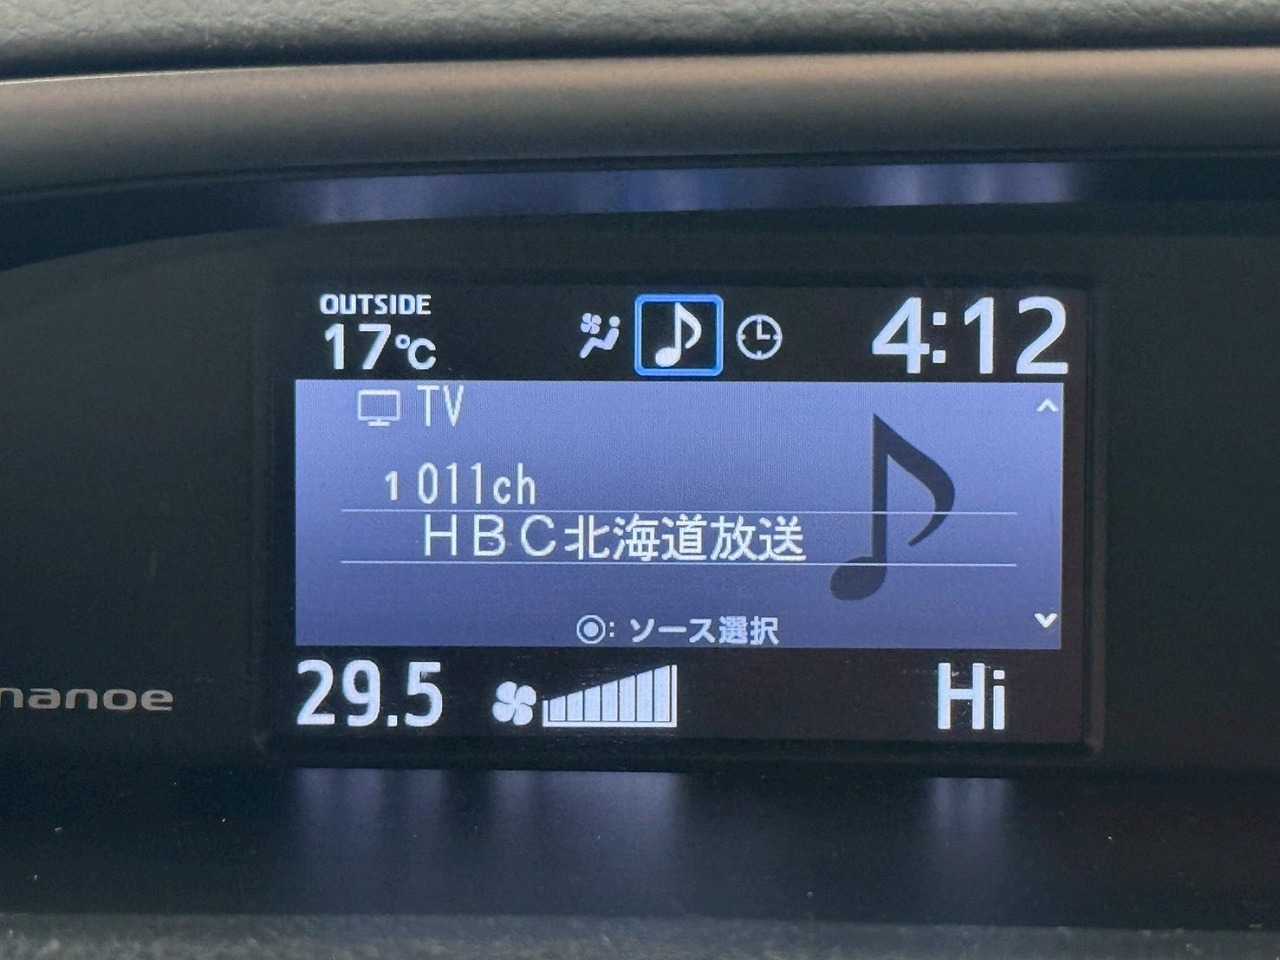 OUTSIDE
17℃
4:12
TV
1 011ch
HBC北海道放送
◉: ソース選択
29.5
Hi
nanoe